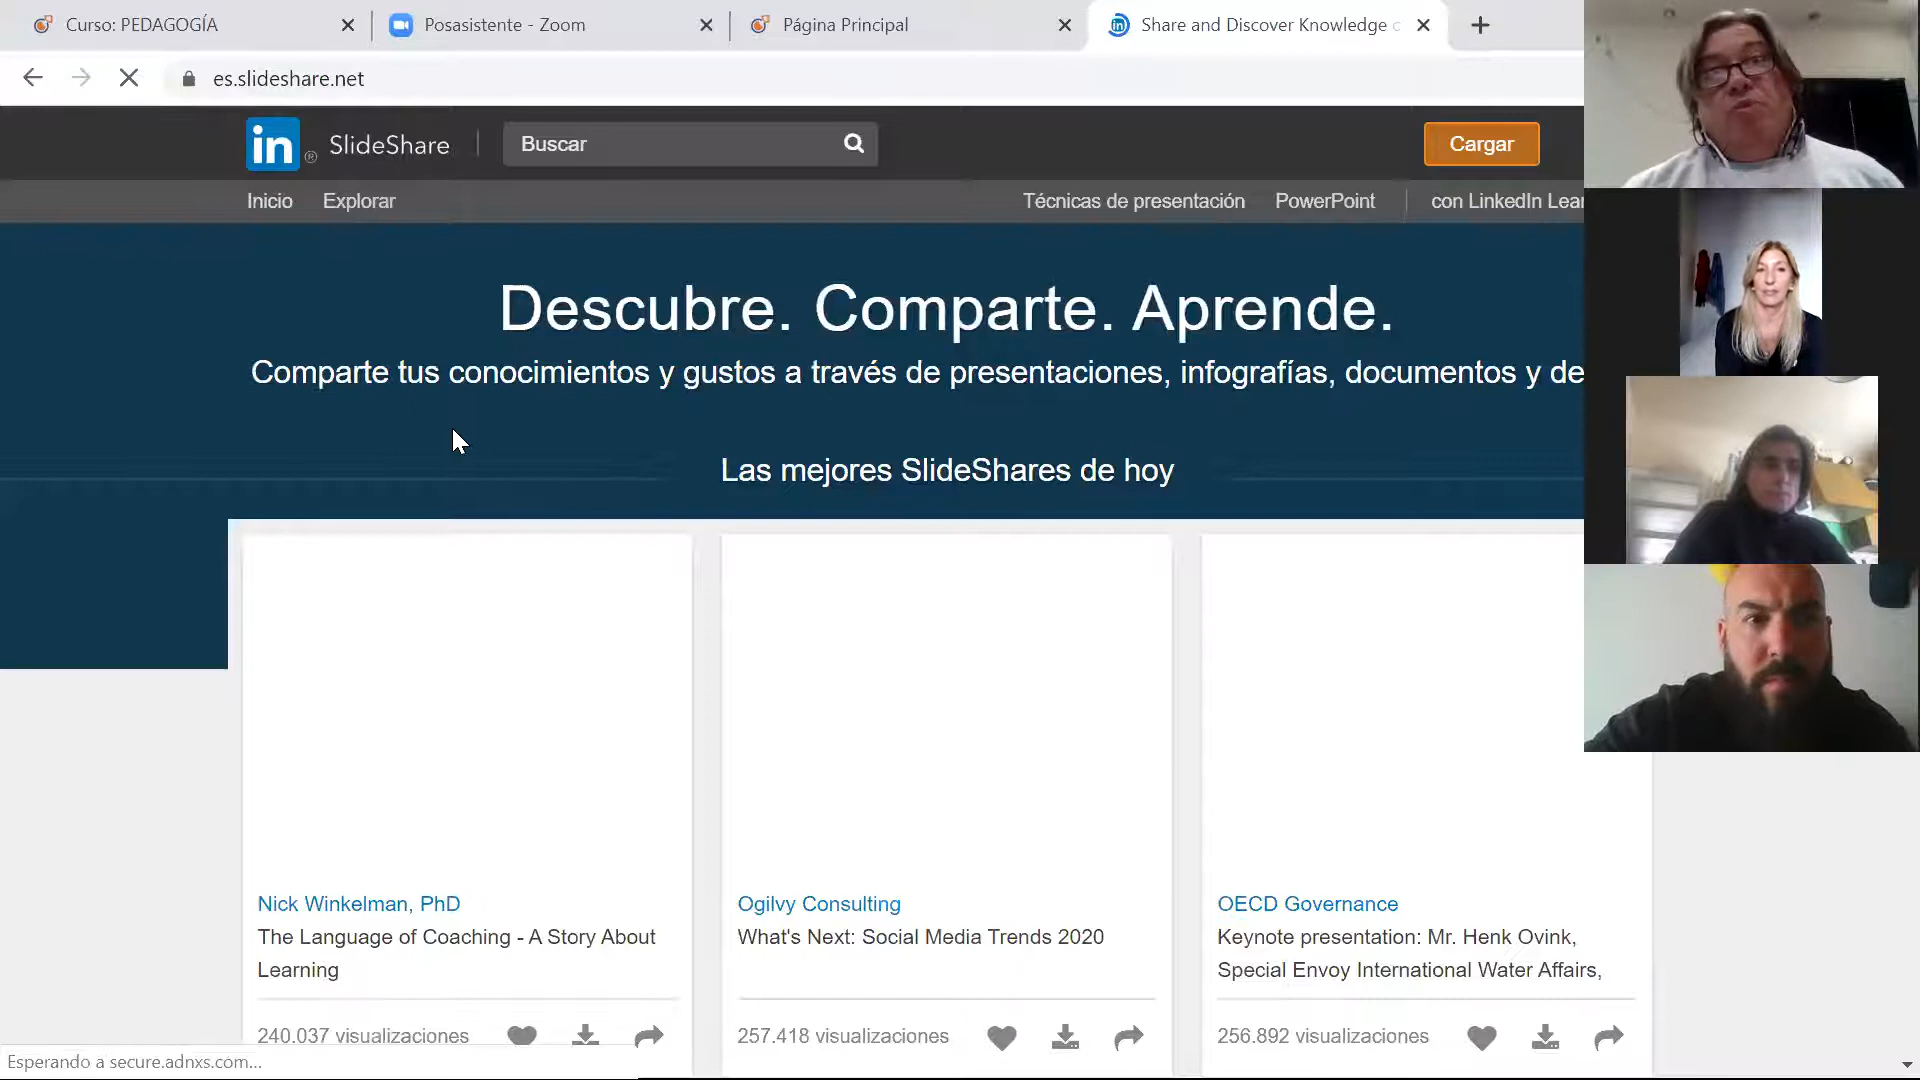 Curso: PEDAGOGÍA
Posasistente - Zoom
Página Principal
Share and Discover Knowledge
es.slideshare.net
in ® SlideShare
Buscar
Cargar
Inicio
Explorar
Técnicas de presentación
PowerPoint
con LinkedIn Lear
Descubre. Comparte. Aprende.
Comparte tus conocimientos y gustos a través de presentaciones, infografías, documentos y de
Las mejores SlideShares de hoy
Nick Winkelman, PhD
The Language of Coaching - A Story About
Learning
240.037 visualizaciones
Ogilvy Consulting
What's Next: Social Media Trends 2020
257.418 visualizaciones
OECD Governance
Keynote presentation: Mr. Henk Ovink,
Special Envoy International Water Affairs,
256.892 visualizaciones
Esperando a secure.adnxs.com...